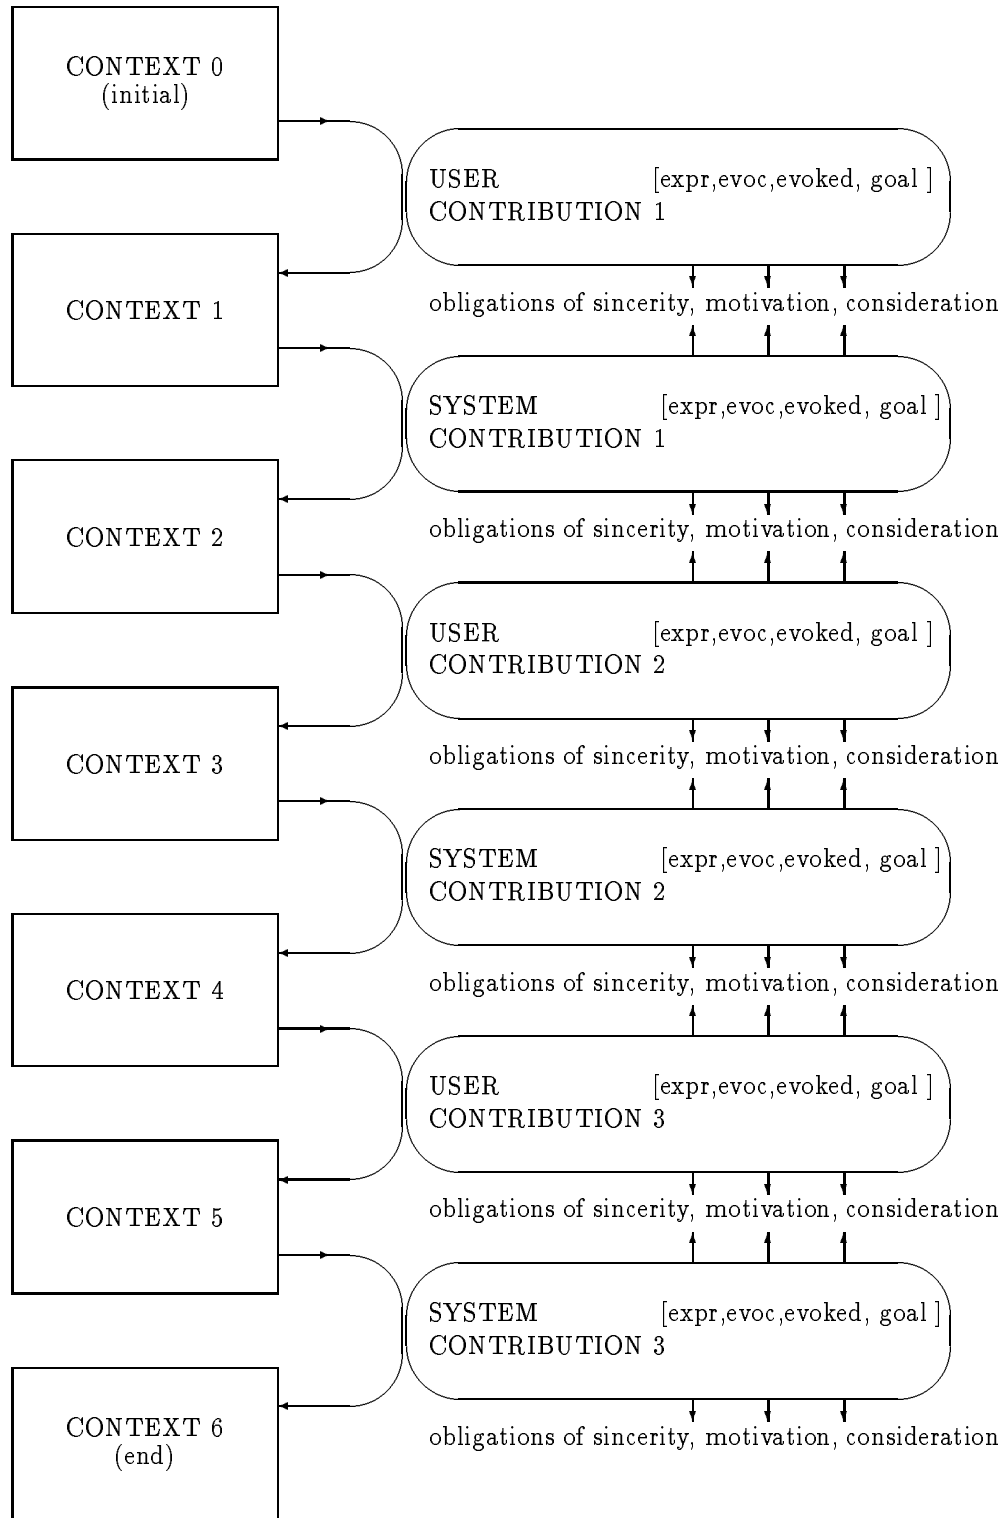 CONTEXT 0
(initial)
USER [expr,evoc,evoked, goal ]
CONTRIBUTION 1
CONTEXT 1
obligations of sincerity, motivation, consideration
SYSTEM [expr,evoc,evoked, goal ]
CONTRIBUTION 1
CONTEXT 2
obligations of sincerity, motivation, consideration
USER [expr,evoc,evoked, goal ]
CONTRIBUTION 2
CONTEXT 3
obligations of sincerity, motivation, consideration
SYSTEM [expr,evoc,evoked, goal ]
CONTRIBUTION 2
CONTEXT 4
obligations of sincerity, motivation, consideration
USER [expr,evoc,evoked, goal ]
CONTRIBUTION 3
CONTEXT 5
obligations of sincerity, motivation, consideration
SYSTEM [expr,evoc,evoked, goal ]
CONTRIBUTION 3
CONTEXT 6
(end)
obligations of sincerity, motivation, consideration